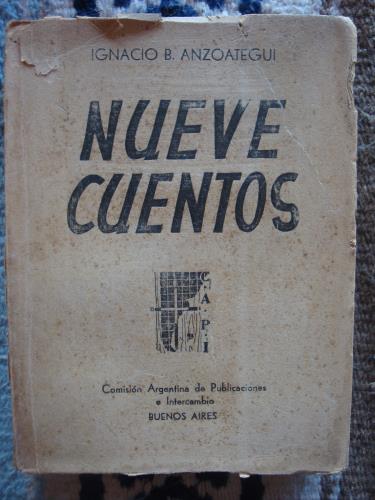 IGNACIO B. ANZOATEGUI
NUEVE
CUENTOS
C.A.P.I
Comisión Argentina de Publicaciones
e Intercambio
BUENOS AIRES